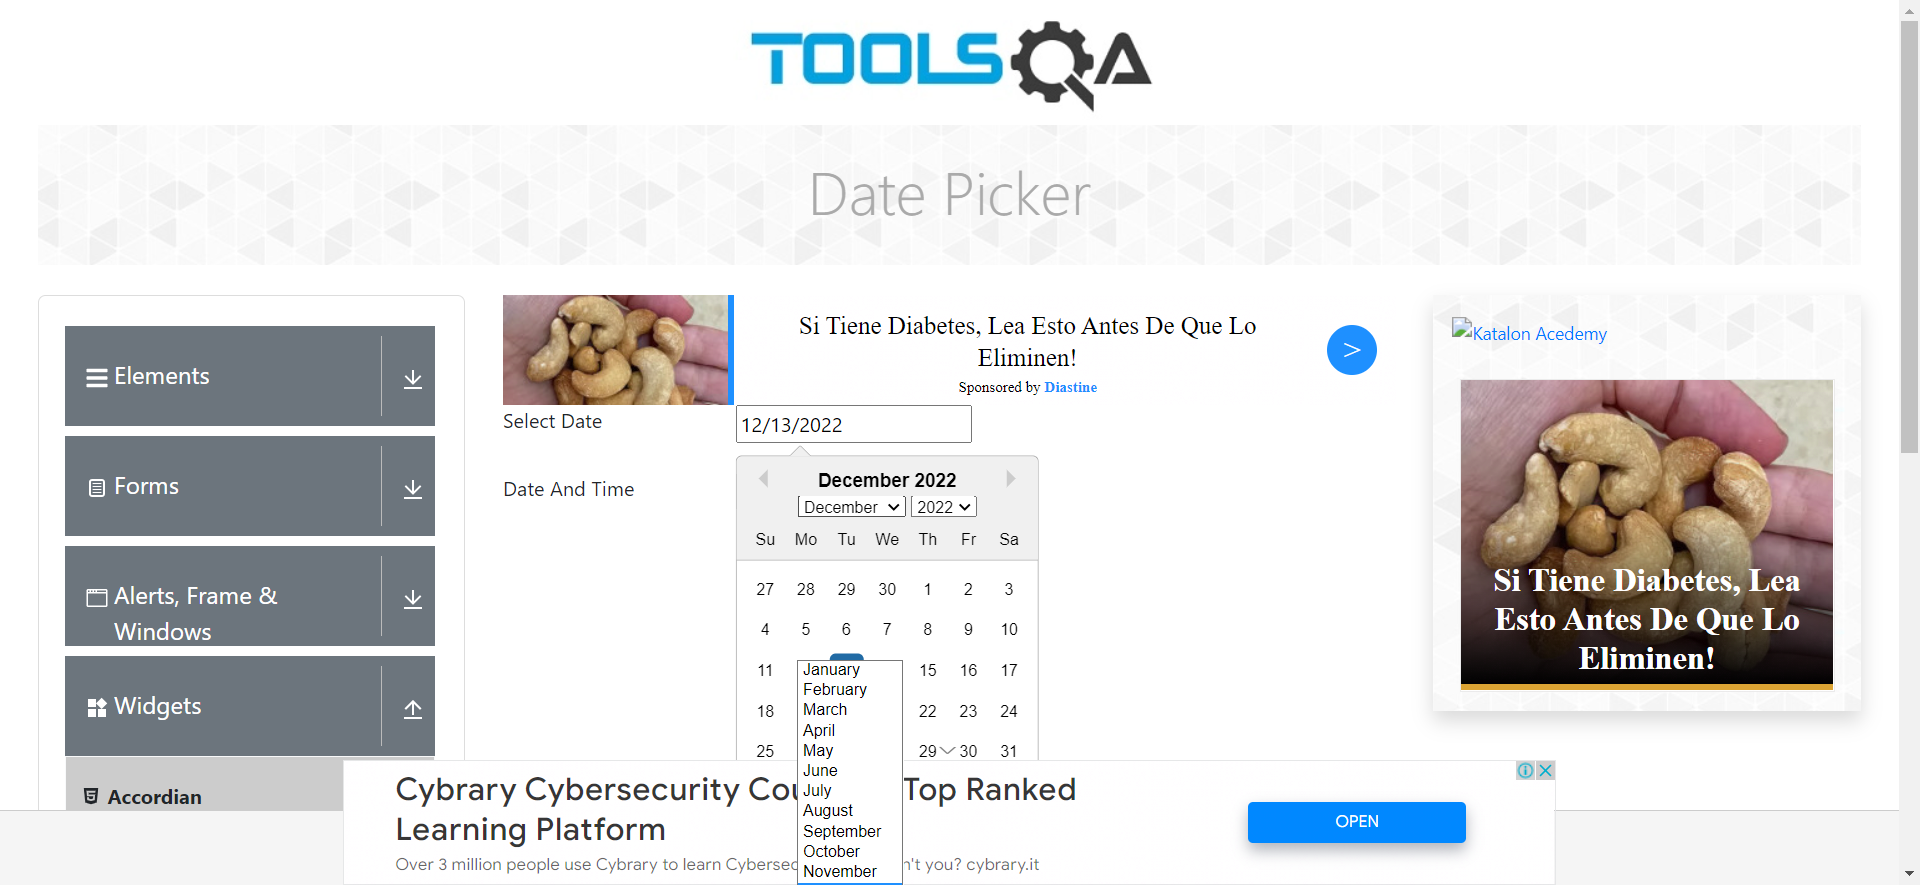 TOOLSQA
Date Picker
Elements
Forms
Alerts, Frame &
Windows
Widgets
Accordian
Si Tiene Diabetes, Lea Esto Antes De Que Lo
Eliminen!
Sponsored by Diastine
>
Select Date
12/13/2022
Date And Time
December 2022
December 2022
Su Mo Tu We Th Fr Sa
27 28 29 30 1 2 3
4 5 6 7 8 9 10
11 15 16 17
18 22 23 24
25 29 30 31
January
February
March
April
May
June
July
August
September
October
November
Katalon Acedemy
Si Tiene Diabetes, Lea
Esto Antes De Que Lo
Eliminen!
Cybrary Cybersecurity Top Ranked
Learning Platform
Over 3 million people use Cybrary to learn you? cybrary.it
OPEN